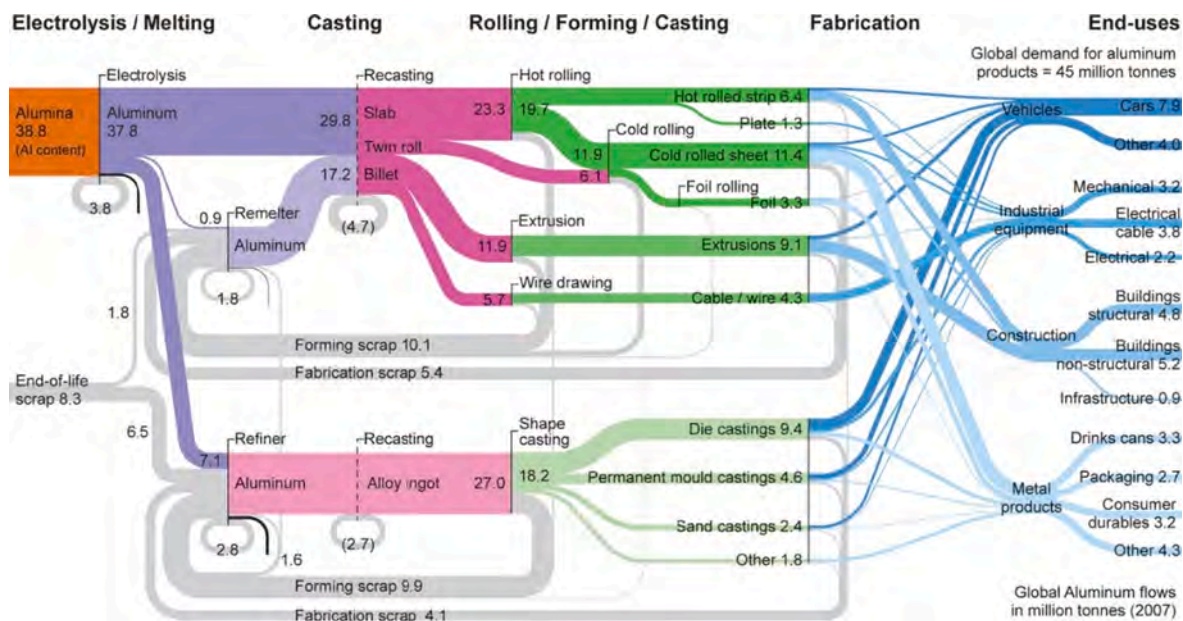 Electrolysis / Melting
Casting
Rolling / Forming / Casting
Fabrication
End-uses
Global demand for aluminum
products = 45 million tonnes
Electrolysis
Recasting
Hot rolling
Alumina
38.8
(Al content)
Aluminum
37.8
29.8
Slab
23.3
19.7
Hot rolled strip 6.4
Plate 1.3
Vehicles
Cars 7.9
Cold rolling
Twin roll
11.9
Cold rolled sheet 11.4
Other 4.0
17.2
Billet
6.1
Foil rolling
Foil 3.3
3.8
0.9
Remelter
Aluminum
(4.7)
Extrusion
11.9
Extrusions 9.1
Mechanical 3.2
Industrial
equipment
Electrical
cable 3.8
Electrical 2.2
1.8
Wire drawing
5.7
Cable / wire 4.3
1.8
Forming scrap 10.1
Fabrication scrap 5.4
Construction
Buildings
structural 4.8
Buildings
non-structural 5.2
Infrastructure 0.9
End-of-life
scrap 8.3
6.5
7.1
Refiner
Aluminum
Recasting
Alloy ingot
27.0
Shape
casting
18.2
Die castings 9.4
Permanent mould castings 4.6
Sand castings 2.4
Other 1.8
Metal
products
Drinks cans 3.3
Packaging 2.7
Consumer
durables 3.2
Other 4.3
2.8
1.6
(2.7)
Forming scrap 9.9
Fabrication scrap 4.1
Global Aluminum flows
in million tonnes (2007)